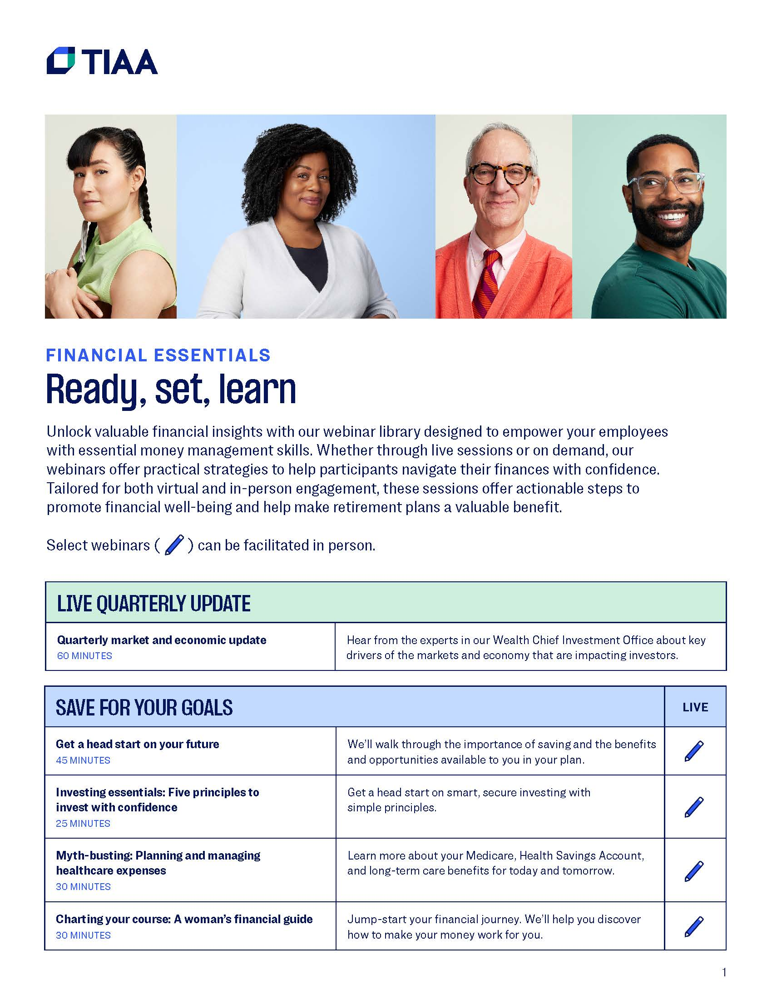 TIAA
FINANCIAL ESSENTIALS
Ready, set, learn
Unlock valuable financial insights with our webinar library designed to empower your employees
with essential money management skills. Whether through live sessions or on demand, our
webinars offer practical strategies to help participants navigate their finances with confidence.
Tailored for both virtual and in-person engagement, these sessions offer actionable steps to
promote financial well-being and help make retirement plans a valuable benefit.
Select webinars ( ) can be facilitated in person.
LIVE QUARTERLY UPDATE
Quarterly market and economic update
60 MINUTES
Hear from the experts in our Wealth Chief Investment Office about key
drivers of the markets and economy that are impacting investors.
SAVE FOR YOUR GOALS
LIVE
Get a head start on your future
45 MINUTES
We’ll walk through the importance of saving and the benefits
and opportunities available to you in your plan.
Investing essentials: Five principles to
invest with confidence
25 MINUTES
Get a head start on smart, secure investing with
simple principles.
Myth-busting: Planning and managing
healthcare expenses
30 MINUTES
Learn more about your Medicare, Health Savings Account,
and long-term care benefits for today and tomorrow.
Charting your course: A woman’s financial guide
30 MINUTES
Jump-start your financial journey. We’ll help you discover
how to make your money work for you.
1